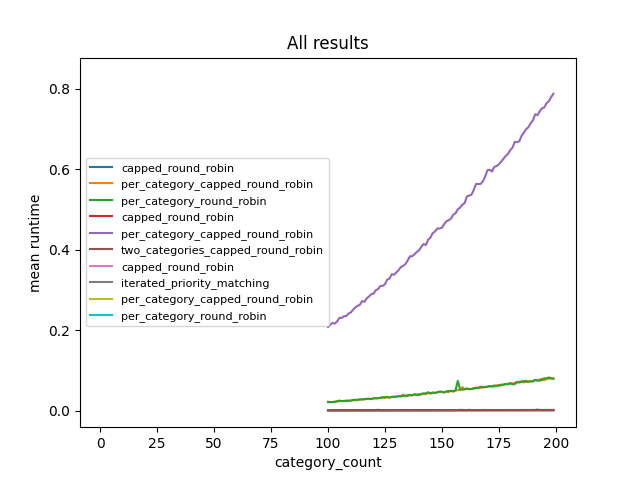 All results
mean runtime
0.8
0.6
0.4
0.2
0.0
capped_round_robin
per_category_capped_round_robin
per_category_round_robin
capped_round_robin
per_category_capped_round_robin
two_categories_capped_round_robin
capped_round_robin
iterated_priority_matching
per_category_capped_round_robin
per_category_round_robin
0 25 50 75 100 125 150 175 200
category_count